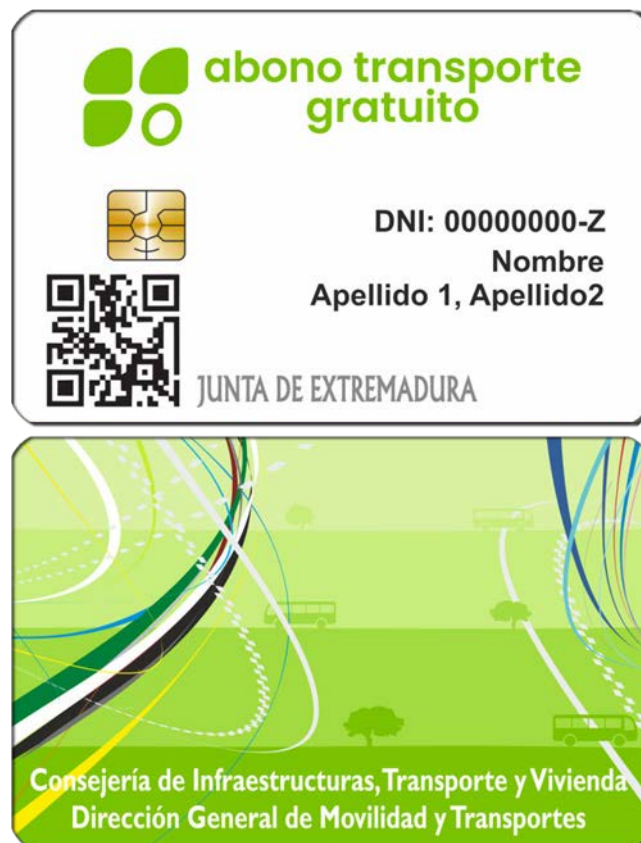 abono transporte
gratuito
DNI: 00000000-Z
Nombre
Apellido 1, Apellido2
JUNTA DE EXTREMADURA
Consejería de Infraestructuras, Transporte y Vivienda
Dirección General de Movilidad y Transportes